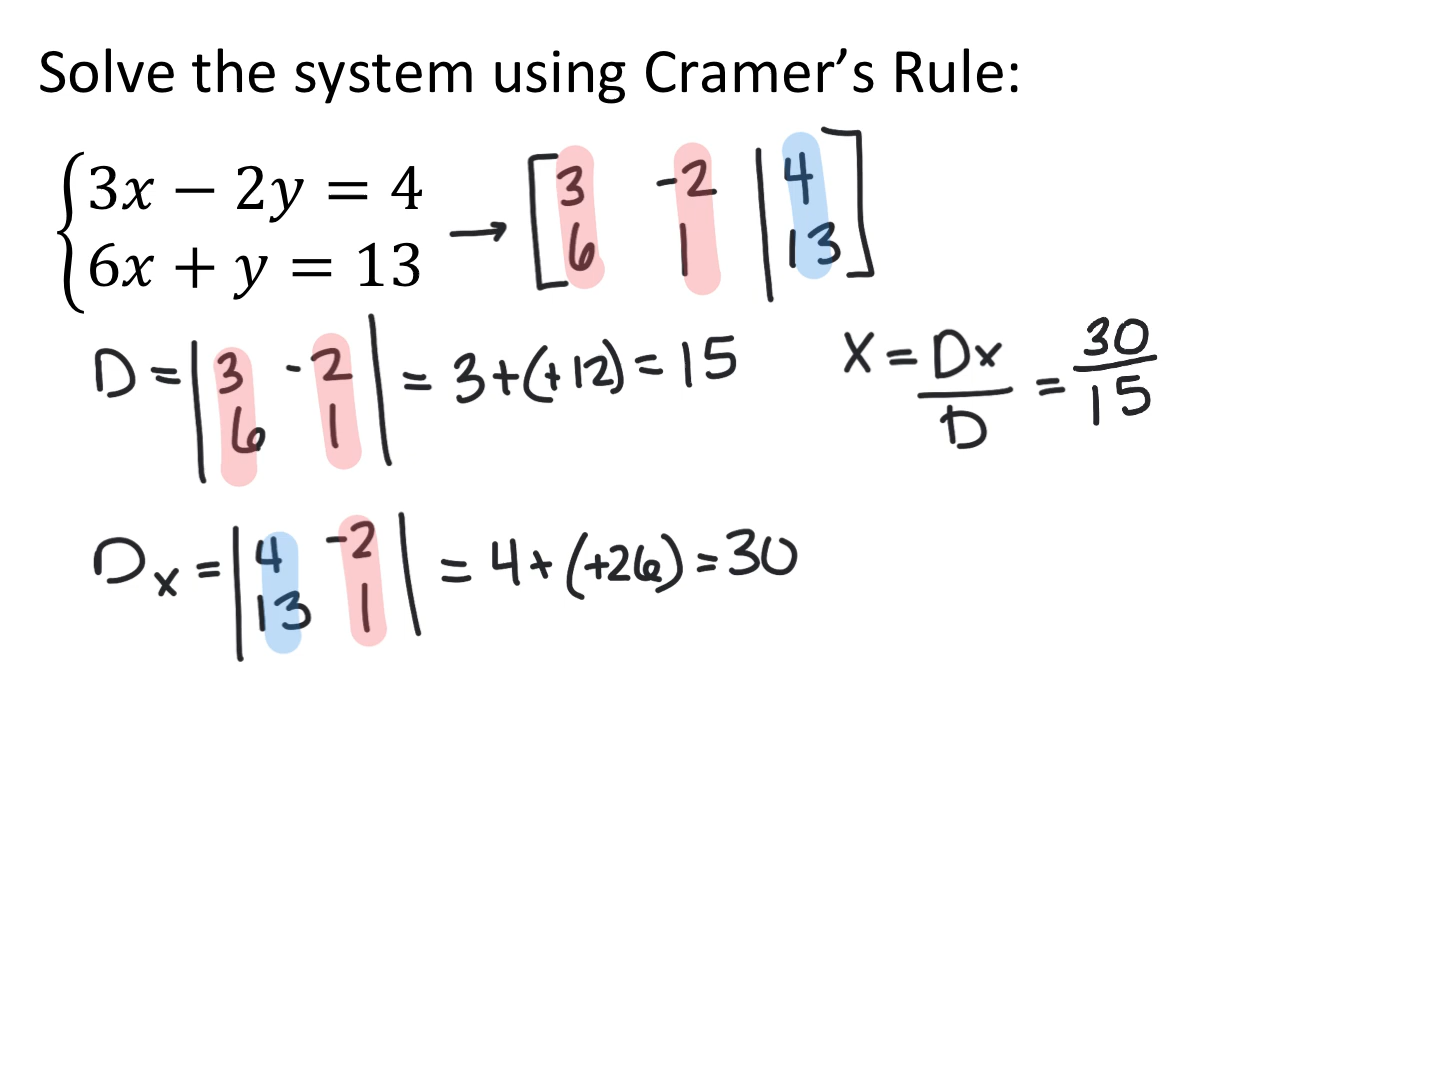 Solve the system using Cramer's Rule:
3x − 2y = 4 → [3 -2 | 4]
6x + y = 13 [6 1 | 13]
D = |3 -2| = 3+(+12) = 15
|6 1|
X = Dx/D = 30/15
Dx = |4 -2| = 4+(+26) = 30
|13 1|